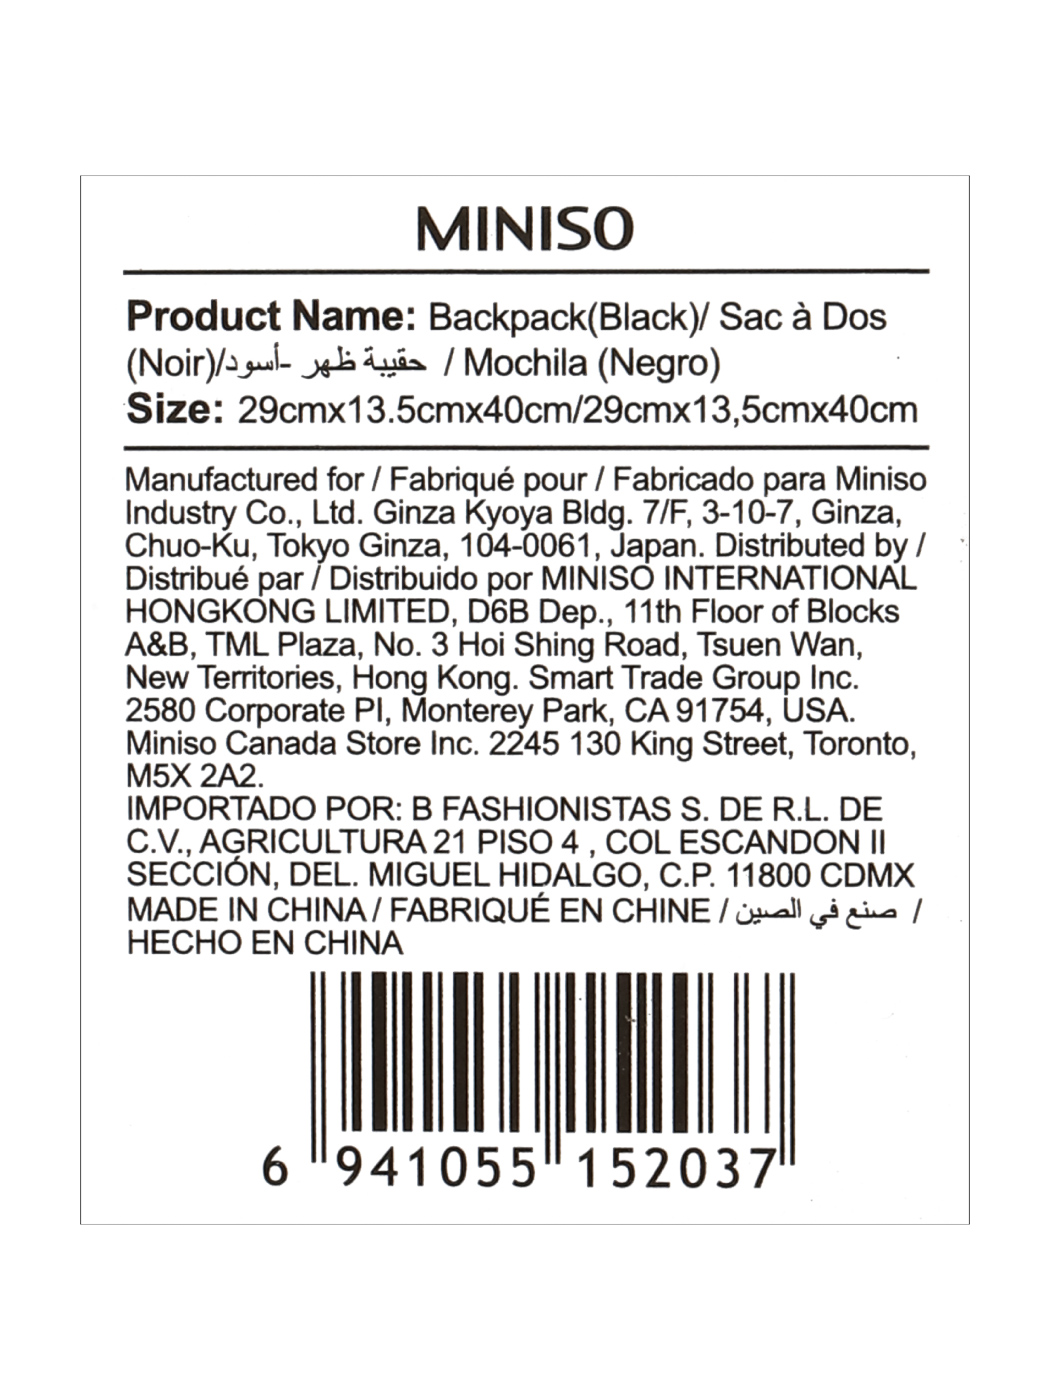 MINISO
Product Name: Backpack(Black)/ Sac à Dos
(Noir)/حقيبة ظهر -أسود / Mochila (Negro)
Size: 29cmx13.5cmx40cm/29cmx13,5cmx40cm
Manufactured for / Fabriqué pour / Fabricado para Miniso
Industry Co., Ltd. Ginza Kyoya Bldg. 7/F, 3-10-7, Ginza,
Chuo-Ku, Tokyo Ginza, 104-0061, Japan. Distributed by /
Distribué par / Distribuido por MINISO INTERNATIONAL
HONGKONG LIMITED, D6B Dep., 11th Floor of Blocks
A&B, TML Plaza, No. 3 Hoi Shing Road, Tsuen Wan,
New Territories, Hong Kong. Smart Trade Group Inc.
2580 Corporate Pl, Monterey Park, CA 91754, USA.
Miniso Canada Store Inc. 2245 130 King Street, Toronto,
M5X 2A2.
IMPORTADO POR: B FASHIONISTAS S. DE R.L. DE
C.V., AGRICULTURA 21 PISO 4 , COL ESCANDON II
SECCIÓN, DEL. MIGUEL HIDALGO, C.P. 11800 CDMX
MADE IN CHINA / FABRIQUÉ EN CHINE / صنع في الصين /
HECHO EN CHINA
6 941055 152037